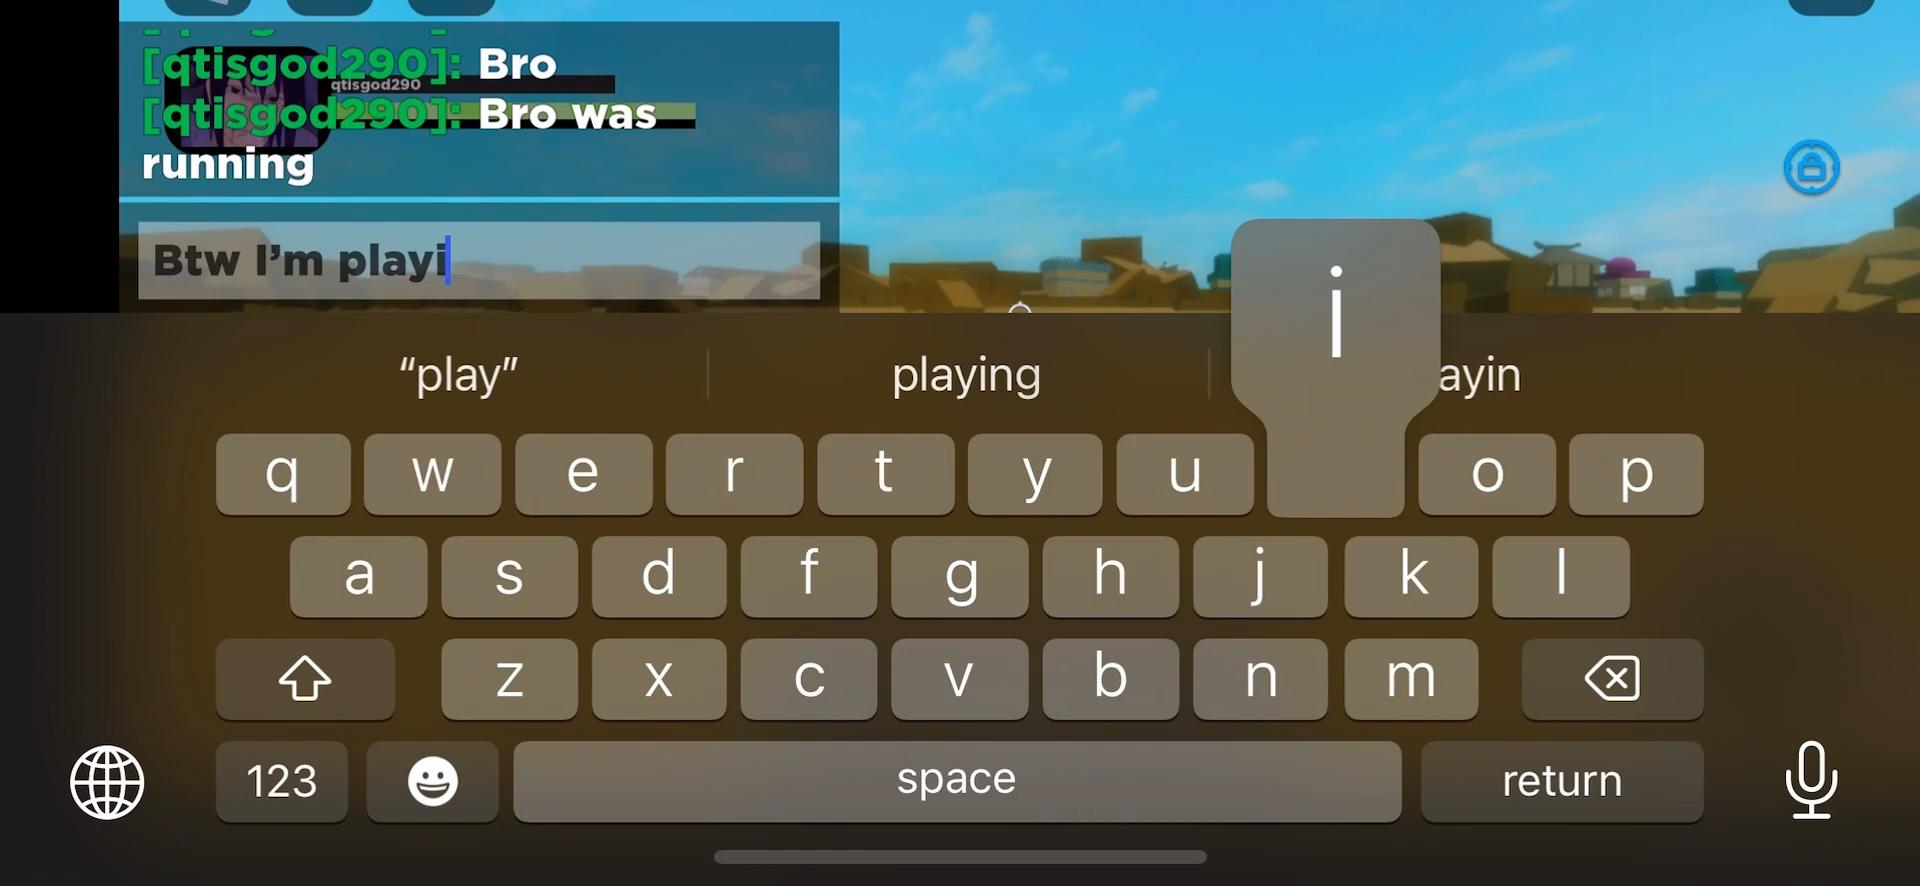 [qtisgod290]: Bro
qtisgod290
[qtisgod290]: Bro was
running
Btw I’m playi
i
“play” playing ayin
q w e r t y u o p
a s d f g h j k l
z x c v b n m
123 space return